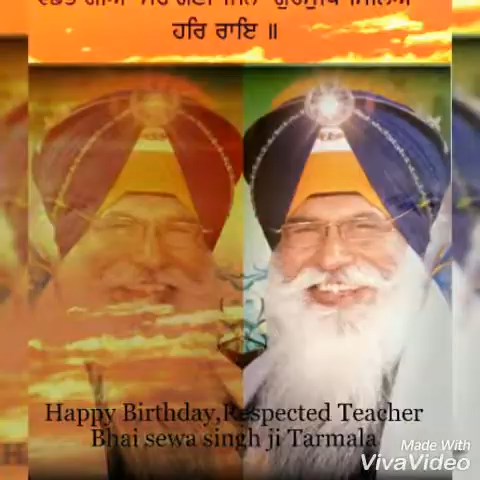 ਹਰਿ ਰਾਇ ॥
Happy Birthday,Respected Teacher
Bhai sewa singh ji Tarmala
Made With
VivaVideo